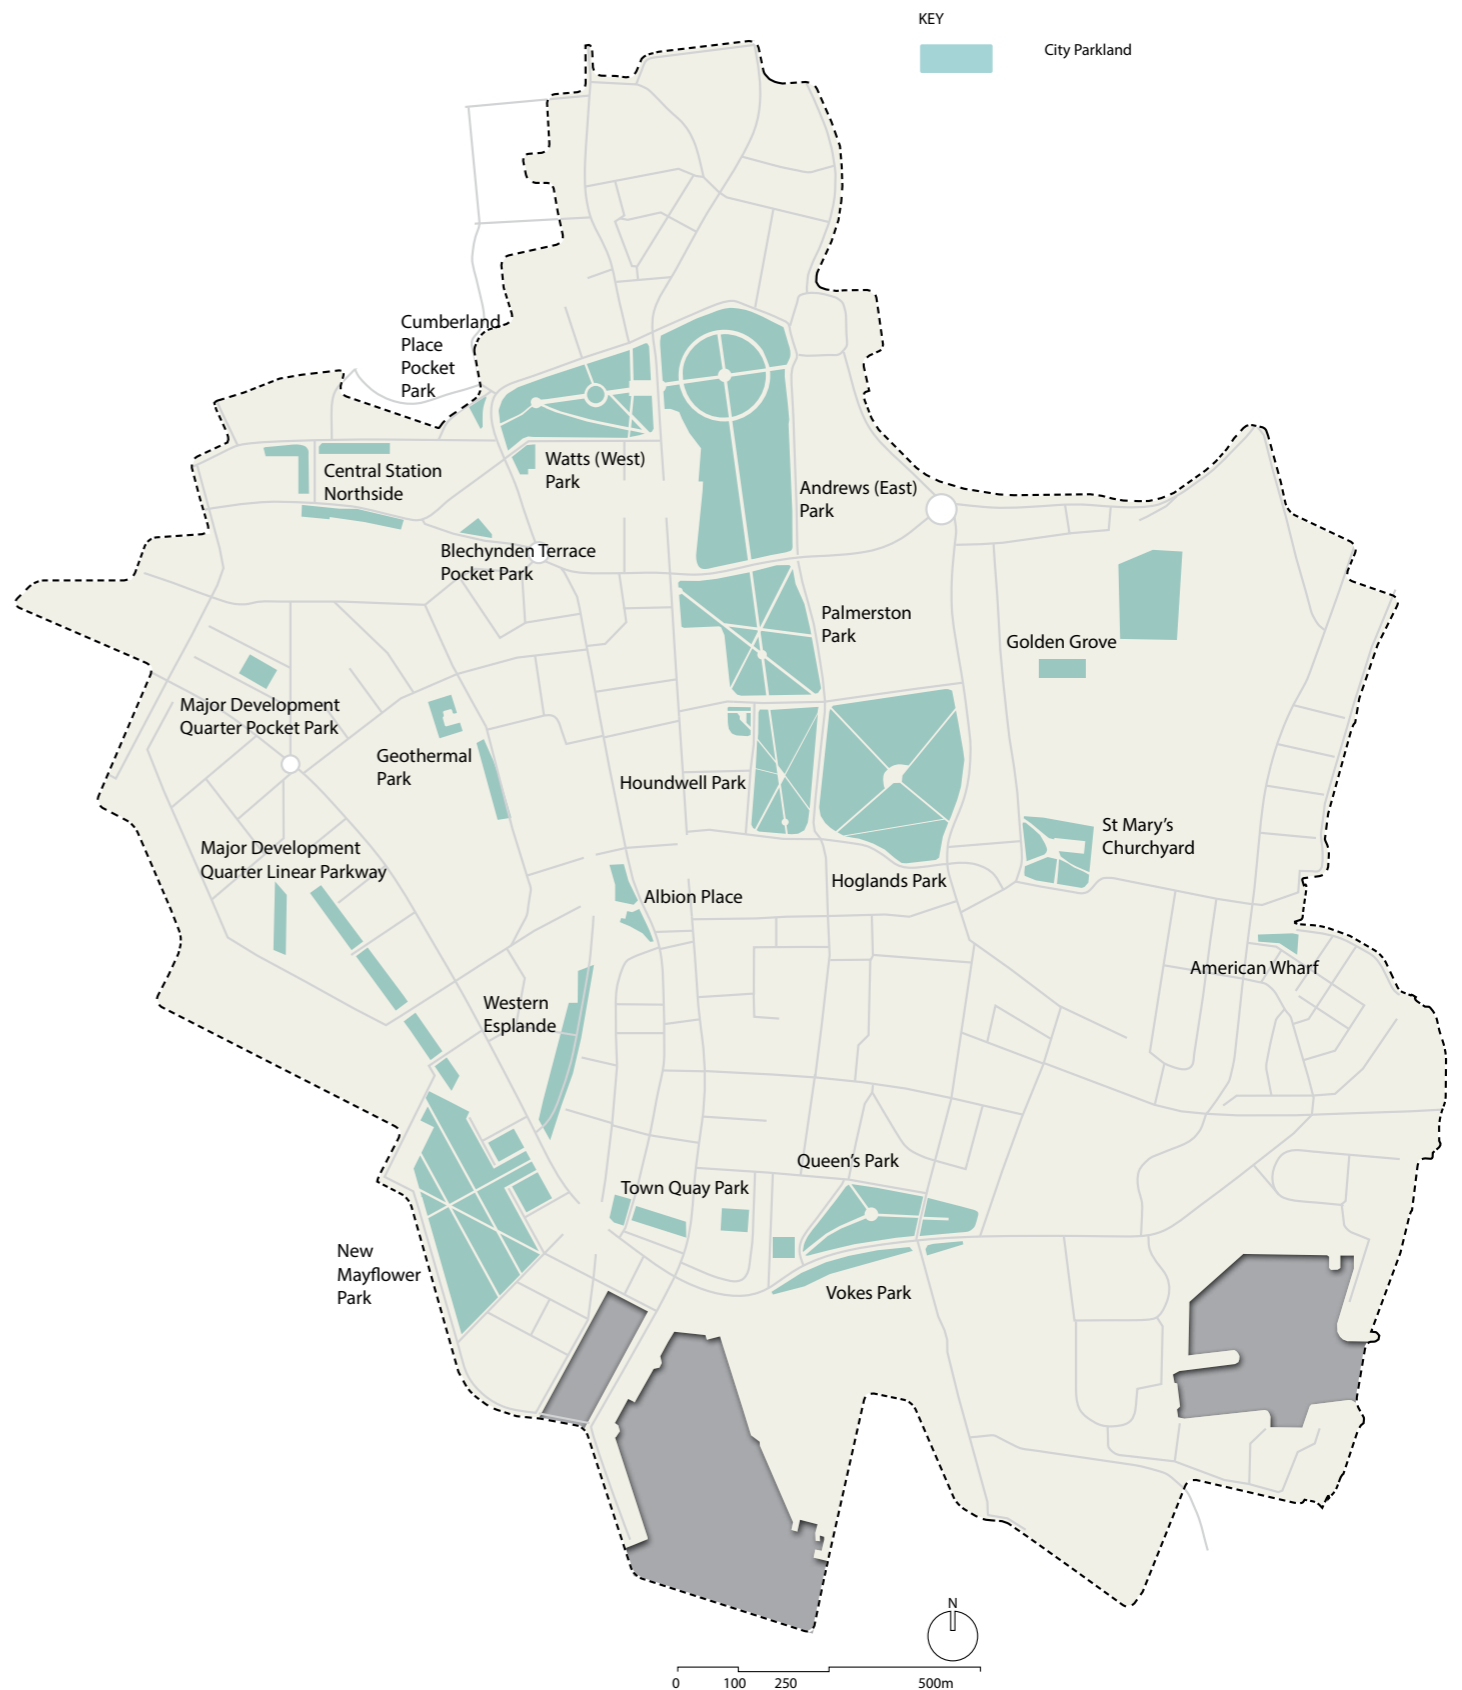 KEY
City Parkland
Cumberland
Place
Pocket
Park
Central Station
Northside
Watts (West)
Park
Andrews (East)
Park
Blechynden Terrace
Pocket Park
Palmerston
Park
Golden Grove
Major Development
Quarter Pocket Park
Geothermal
Park
Houndwell Park
St Mary's
Churchyard
Major Development
Quarter Linear Parkway
Hoglands Park
Albion Place
American Wharf
Western
Esplande
Queen's Park
Town Quay Park
New
Mayflower
Park
Vokes Park
N
0 100 250 500m